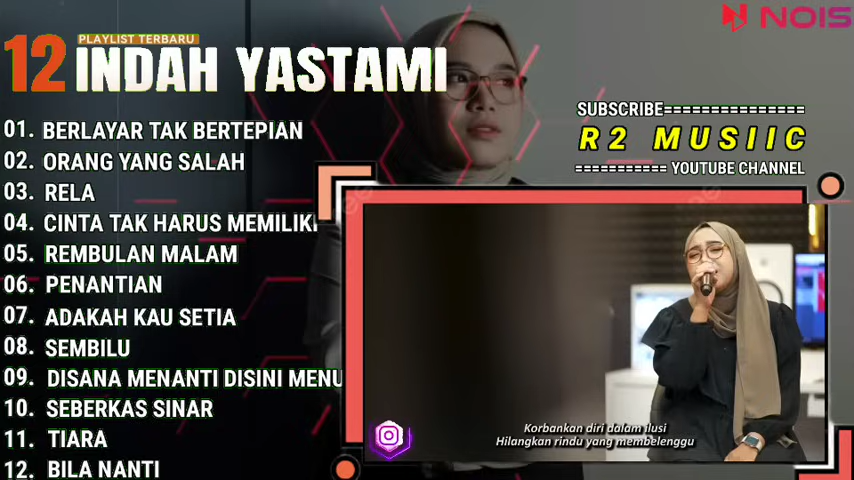 NOIS
PLAYLIST TERBARU
12 INDAH YASTAMI
SUBSCRIBE===============
R2 MUSIIC
=========== YOUTUBE CHANNEL
01. BERLAYAR TAK BERTEPIAN
02. ORANG YANG SALAH
03. RELA
04. CINTA TAK HARUS MEMILIKI
05. REMBULAN MALAM
06. PENANTIAN
07. ADAKAH KAU SETIA
08. SEMBILU
09. DISANA MENANTI DISINI MENU
10. SEBERKAS SINAR
11. TIARA
12. BILA NANTI
Korbankan diri dalam ilusi
Hilangkan rindu yang membelenggu